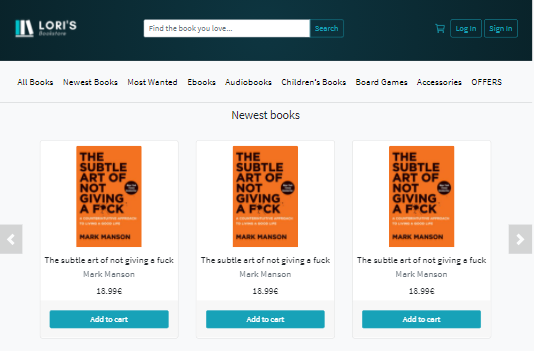 LORI'S
Bookstore
Find the book you love...
Search
Log In
Sign In
All Books Newest Books Most Wanted Ebooks Audiobooks Children's Books Board Games Accessories OFFERS
Newest books
THE SUBTLE ART OF NOT GIVING A F*CK
A COUNTERINTUITIVE APPROACH TO LIVING A GOOD LIFE
MARK MANSON
The subtle art of not giving a fuck
Mark Manson
18.99€
Add to cart
THE SUBTLE ART OF NOT GIVING A F*CK
A COUNTERINTUITIVE APPROACH TO LIVING A GOOD LIFE
MARK MANSON
The subtle art of not giving a fuck
Mark Manson
18.99€
Add to cart
THE SUBTLE ART OF NOT GIVING A F*CK
A COUNTERINTUITIVE APPROACH TO LIVING A GOOD LIFE
MARK MANSON
The subtle art of not giving a fuck
Mark Manson
18.99€
Add to cart